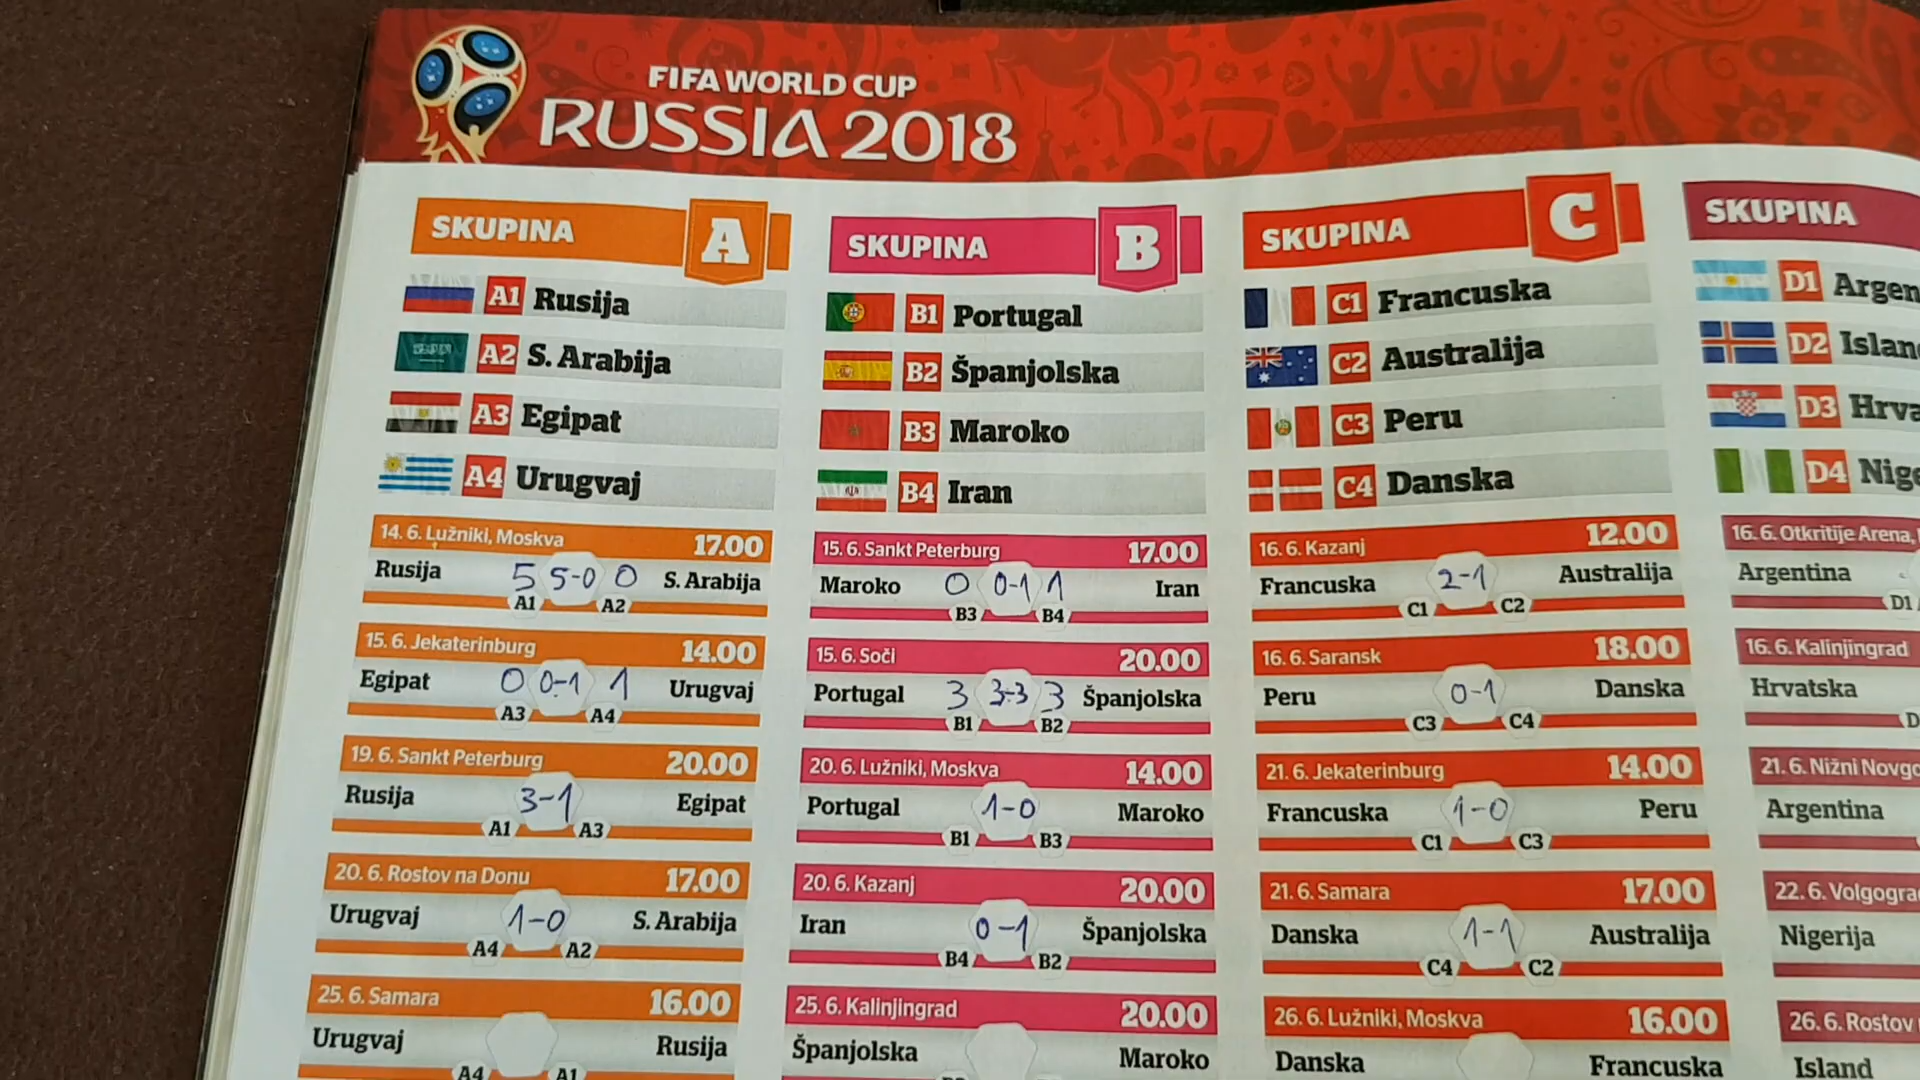 FIFA WORLD CUP
RUSSIA 2018
SKUPINA A
A1 Rusija
A2 S. Arabija
A3 Egipat
A4 Urugvaj
14. 6. Lužniki, Moskva 17.00
Rusija 5 5-0 0 S. Arabija
A1 A2
15. 6. Jekaterinburg 14.00
Egipat 0 0-1 1 Urugvaj
A3 A4
19. 6. Sankt Peterburg 20.00
Rusija 3-1 Egipat
A1 A3
20. 6. Rostov na Donu 17.00
Urugvaj 1-0 S. Arabija
A4 A2
25. 6. Samara 16.00
Urugvaj Rusija
A4 A1
SKUPINA B
B1 Portugal
B2 Španjolska
B3 Maroko
B4 Iran
15. 6. Sankt Peterburg 17.00
Maroko 0 0-1 1 Iran
B3 B4
15. 6. Soči 20.00
Portugal 3 3-3 3 Španjolska
B1 B2
20. 6. Lužniki, Moskva 14.00
Portugal 1-0 Maroko
B1 B3
20. 6. Kazanj 20.00
Iran 0-1 Španjolska
B4 B2
25. 6. Kalinjingrad 20.00
Španjolska Maroko
SKUPINA C
C1 Francuska
C2 Australija
C3 Peru
C4 Danska
16. 6. Kazanj 12.00
Francuska 2-1 Australija
C1 C2
16. 6. Saransk 18.00
Peru 0-1 Danska
C3 C4
21. 6. Jekaterinburg 14.00
Francuska 1-0 Peru
C1 C3
21. 6. Samara 17.00
Danska 1-1 Australija
C4 C2
26. 6. Lužniki, Moskva 16.00
Danska Francuska
SKUPINA
D1 Argen
D2 Islan
D3 Hrva
D4 Nige
16. 6. Otkritije Arena,
Argentina
D1
16. 6. Kalinjingrad
Hrvatska
D
21. 6. Nižni Novgo
Argentina
22. 6. Volgogra
Nigerija
26. 6. Rostov
Island